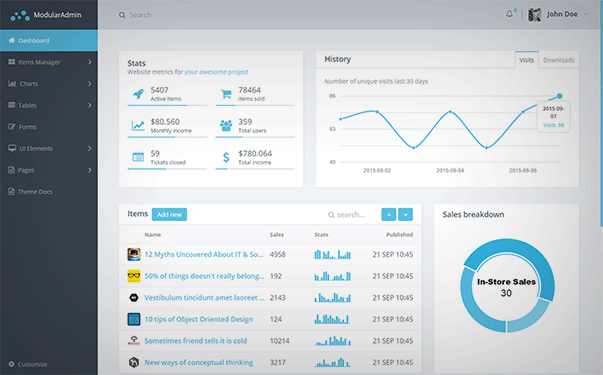 ModularAdmin
Search
8
John Doe
Dashboard
Items Manager
Charts
Tables
Forms
UI Elements
Pages
Theme Docs
Customize
Stats
Website metrics for your awesome project
5407
Active items
78464
Items sold
$80.560
Monthly income
359
Total users
59
Tickets closed
$780.064
Total income
History
Visits
Downloads
Number of unique visits last 30 days
86
63
40
2015-09-02
2015-09-04
2015-09-06
2015-09-
07
Visits: 86
Items
Add new
search...
Name Sales Stats Published
12 Myths Uncovered About IT & So... 4958 21 SEP 10:45
50% of things doesn't really belong... 192 21 SEP 10:45
Vestibulum tincidunt amet laoreet ... 2143 21 SEP 10:45
10 tips of Object Oriented Design 124 21 SEP 10:45
Sometimes friend tells it is cold 10214 21 SEP 10:45
New ways of conceptual thinking 3217 21 SEP 10:45
Sales breakdown
In-Store Sales
30